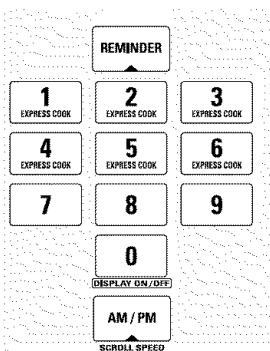 REMINDER
1 2 3
EXPRESS COOK EXPRESS COOK EXPRESS COOK
4 5 6
EXPRESS COOK EXPRESS COOK EXPRESS COOK
7 8 9
0
DISPLAY ON/OFF
AM / PM
SCROLL SPEED